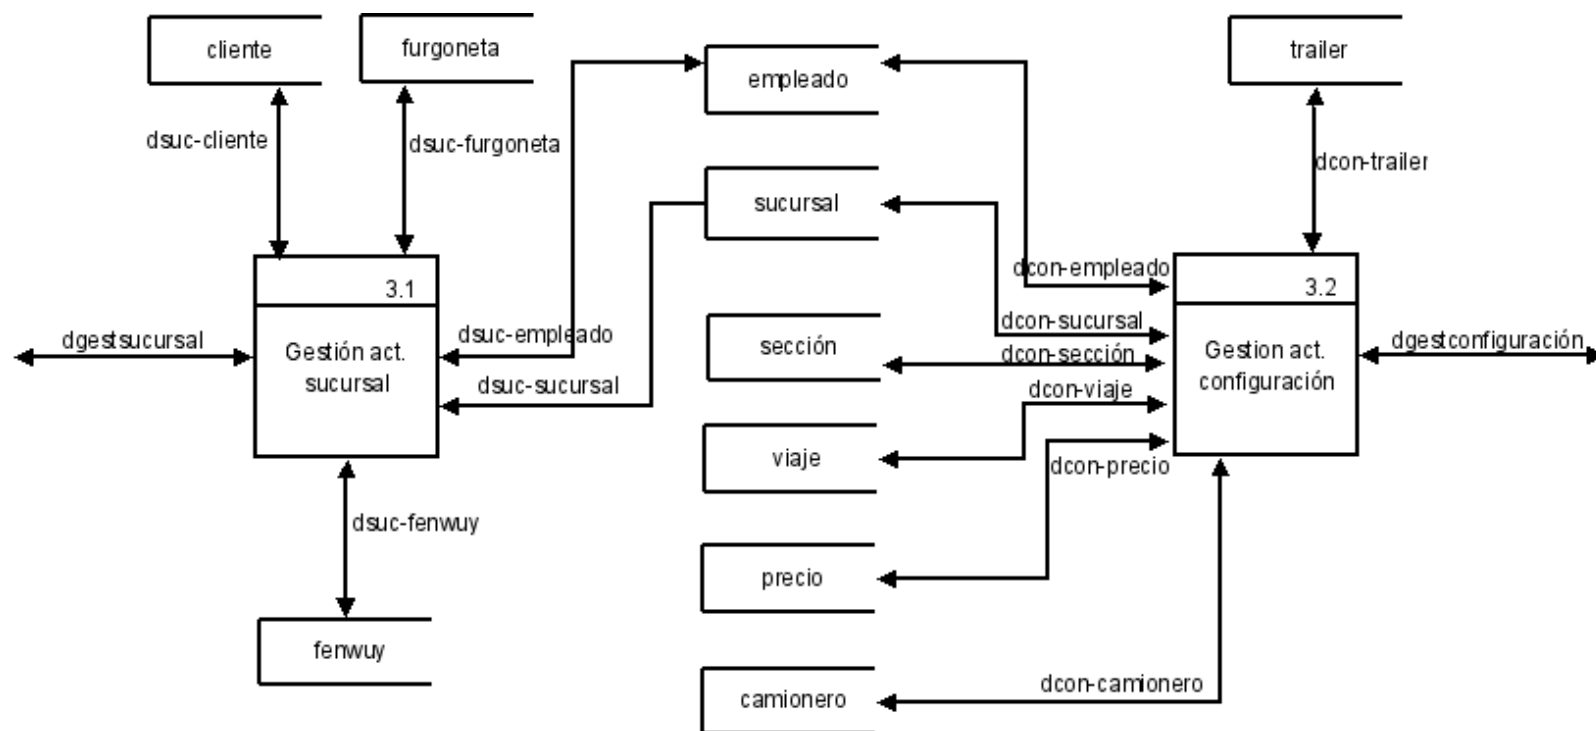 cliente
furgoneta
empleado
trailer
dsuc-cliente
dsuc-furgoneta
dcon-trailer
sucursal
3.1
dcon-empleado
3.2
dgestsucursal
Gestión act.
sucursal
dsuc-empleado
dsuc-sucursal
sección
dcon-sucursal
dcon-sección
dcon-viaje
Gestion act.
configuración
dgestconfiguración
viaje
dcon-precio
dsuc-fenwuy
precio
fenwuy
camionero
dcon-camionero